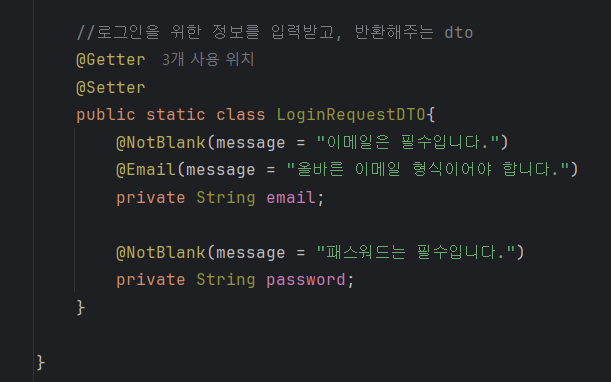 //로그인을 위한 정보를 입력받고, 반환해주는 dto
@Getter 3개 사용 위치
@Setter
public static class LoginRequestDTO{
@NotBlank(message = "이메일은 필수입니다.")
@Email(message = "올바른 이메일 형식이어야 합니다.")
private String email;
@NotBlank(message = "패스워드는 필수입니다.")
private String password;
}
}